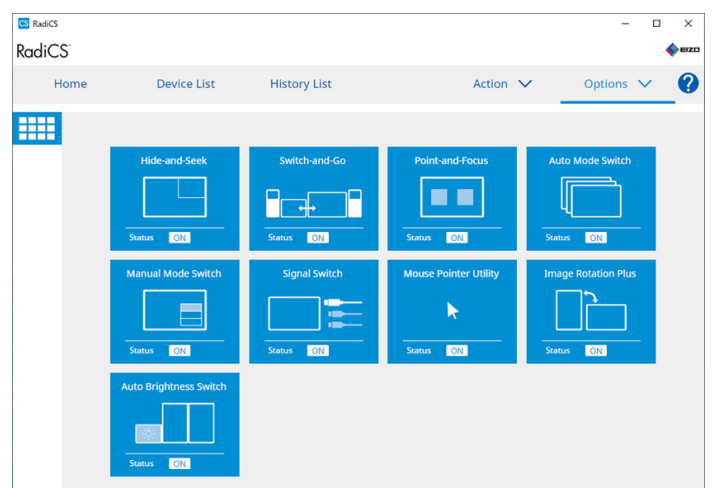 CS RadiCS
RadiCS
EIZO
Home Device List History List Action Options ?
Hide-and-Seek Switch-and-Go Point-and-Focus Auto Mode Switch
Status ON Status ON Status ON Status ON
Manual Mode Switch Signal Switch Mouse Pointer Utility Image Rotation Plus
Status ON Status ON Status ON Status ON
Auto Brightness Switch
Status ON